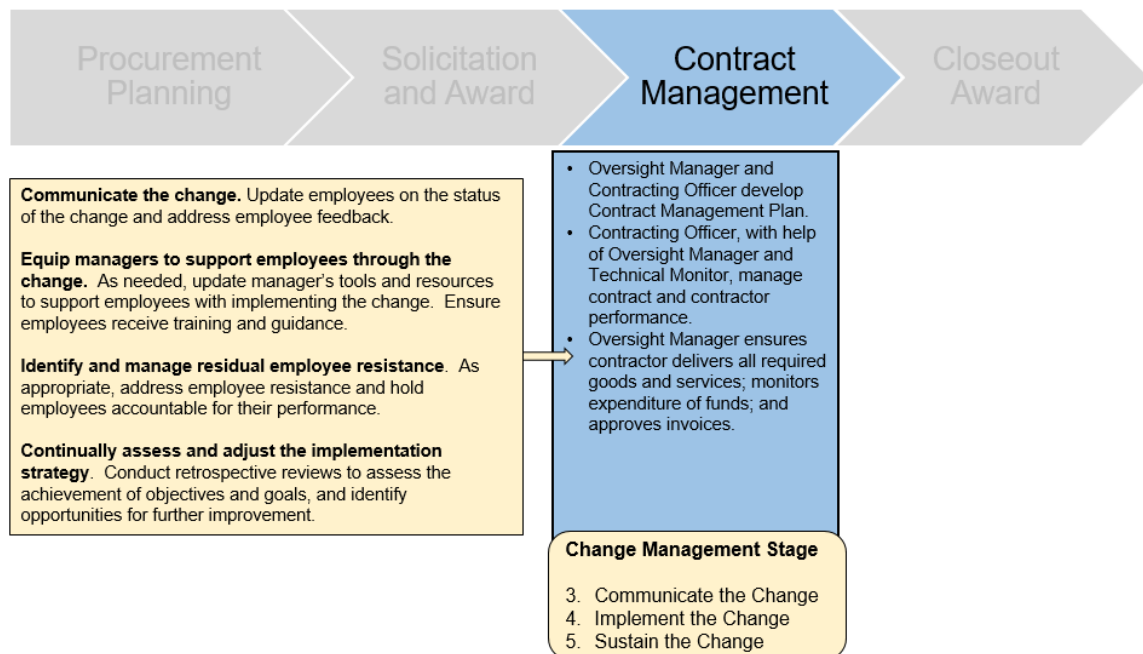 Procurement
Planning
Solicitation
and Award
Contract
Management
Closeout
Award
Communicate the change. Update employees on the status
of the change and address employee feedback.
Equip managers to support employees through the
change. As needed, update manager's tools and resources
to support employees with implementing the change. Ensure
employees receive training and guidance.
Identify and manage residual employee resistance. As
appropriate, address employee resistance and hold
employees accountable for their performance.
Continually assess and adjust the implementation
strategy. Conduct retrospective reviews to assess the
achievement of objectives and goals, and identify
opportunities for further improvement.
• Oversight Manager and
Contracting Officer develop
Contract Management Plan.
• Contracting Officer, with help
of Oversight Manager and
Technical Monitor, manage
contract and contractor
performance.
• Oversight Manager ensures
contractor delivers all required
goods and services; monitors
expenditure of funds; and
approves invoices.
Change Management Stage
3. Communicate the Change
4. Implement the Change
5. Sustain the Change